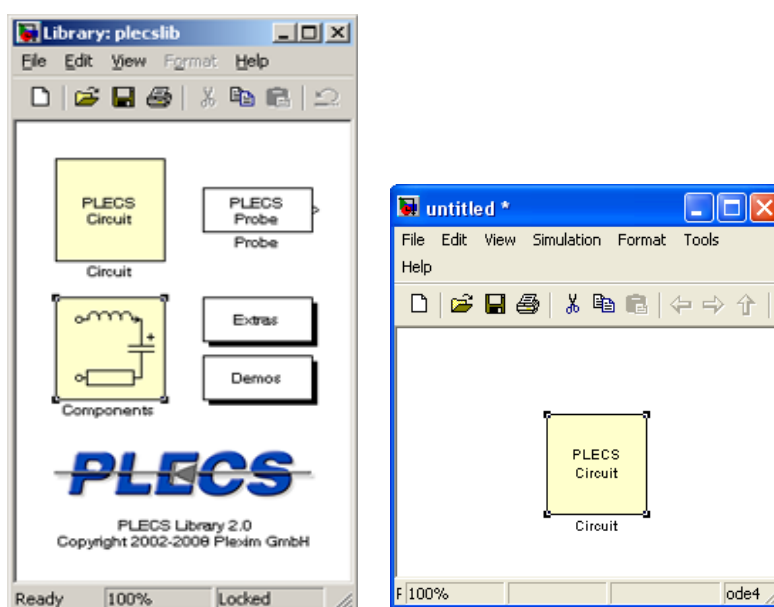 Library: plecslib
File Edit View Format Help
PLECS
Circuit
Circuit
PLECS
Probe
Probe
Components
Extras
Demos
PLECS
PLECS Library 2.0
Copyright 2002-2008 Plexim GmbH
Ready 100% Locked
untitled *
File Edit View Simulation Format Tools
Help
PLECS
Circuit
Circuit
F 100% ode4